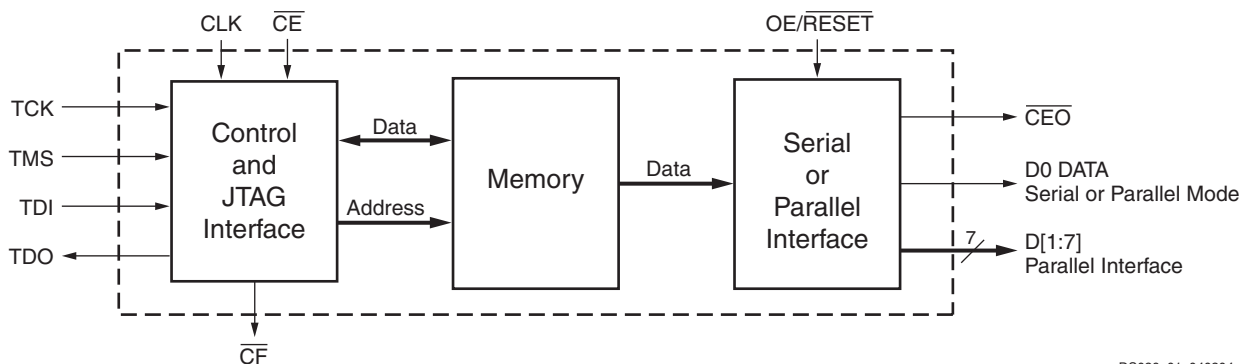 CLK
CE
OE/RESET
TCK
TMS
TDI
TDO
Control
and
JTAG
Interface
Data
Address
Memory
Data
Serial
or
Parallel
Interface
CEO
D0 DATA
Serial or Parallel Mode
7
D[1:7]
Parallel Interface
CF